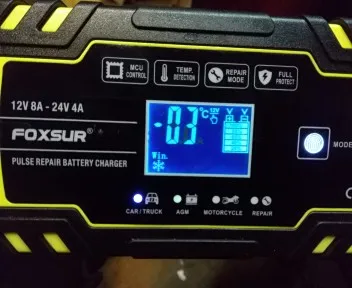 MCU CONTROL
TEMP. DETECTION
REPAIR MODE
FULL PROTECT
12V 8A - 24V 4A
FOXSUR®
PULSE REPAIR BATTERY CHARGER
-03 °C 12V V V
Win.
MODE
CAR / TRUCK
AGM
MOTORCYCLE
REPAIR